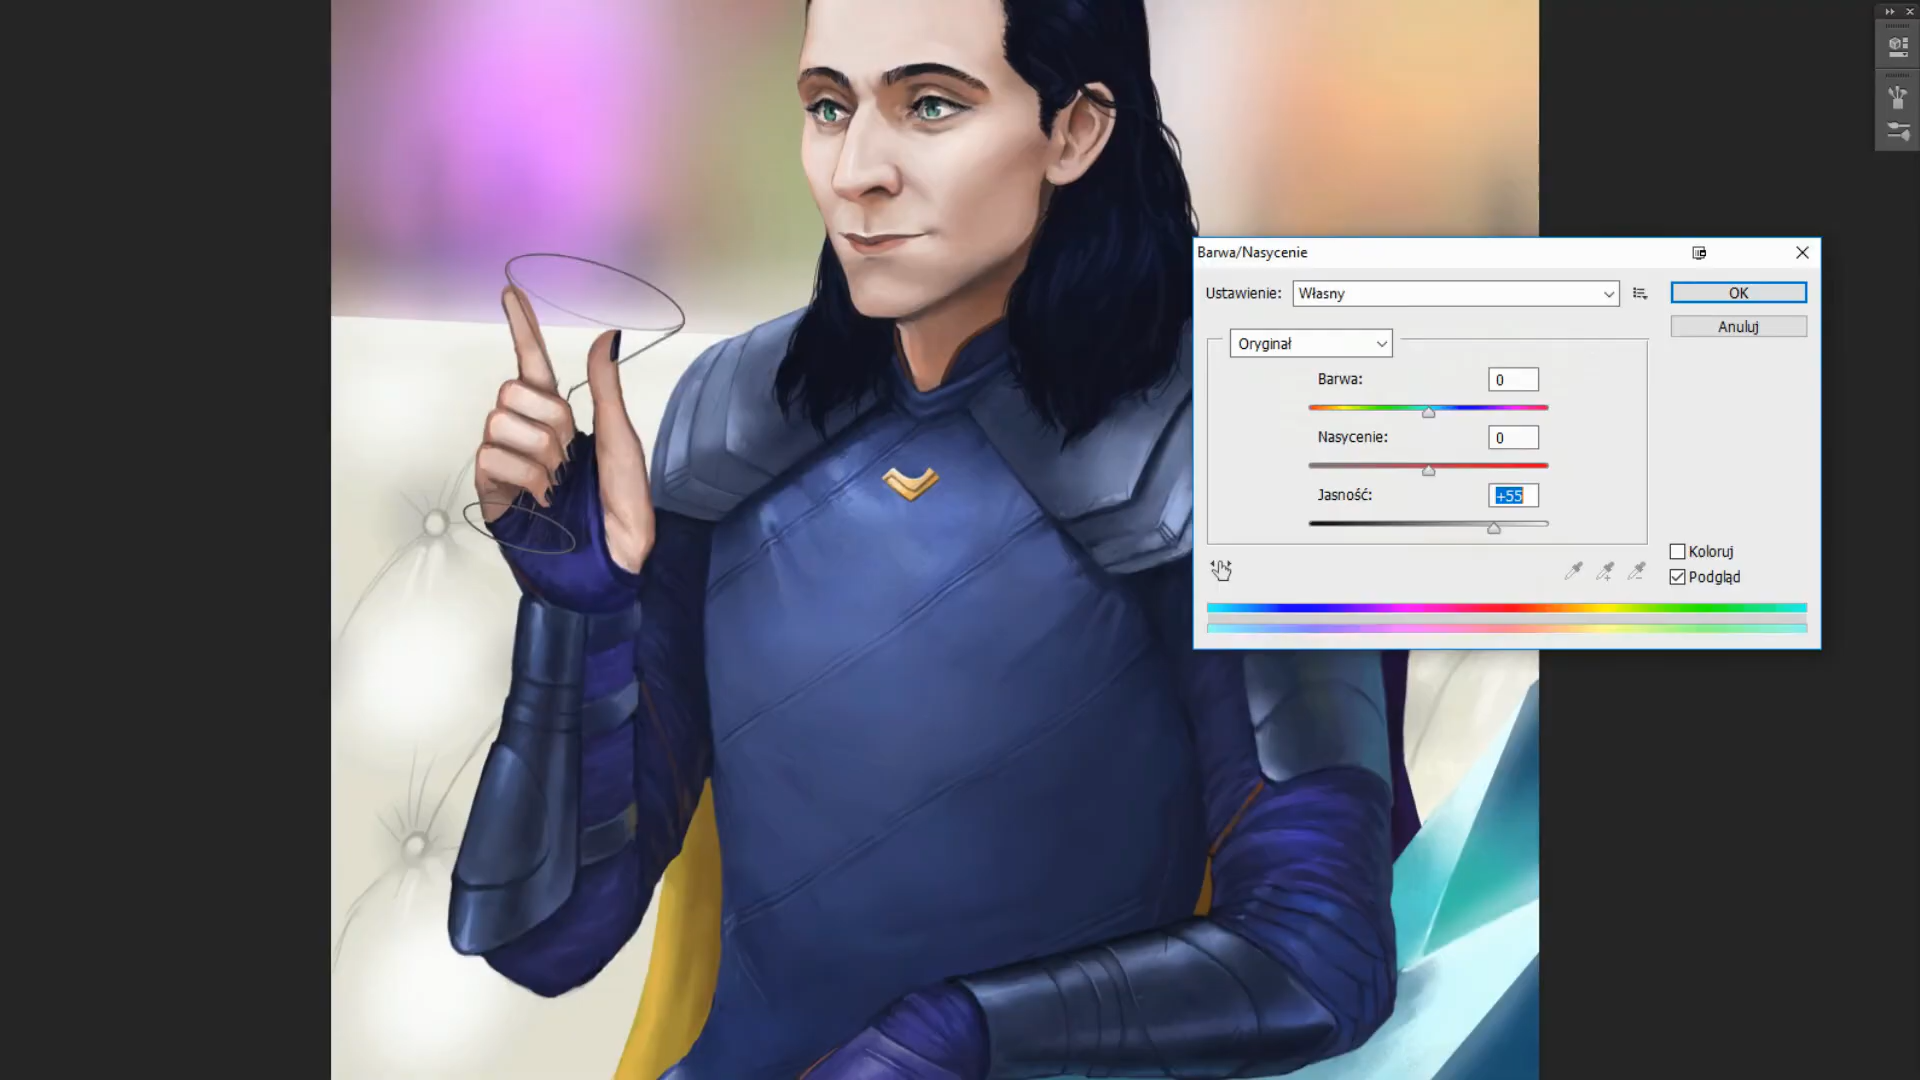 Barwa/Nasycenie
Ustawienie: Własny
OK
Anuluj
Oryginał
Barwa: 0
Nasycenie: 0
Jasność: +55
Koloruj
Podgląd